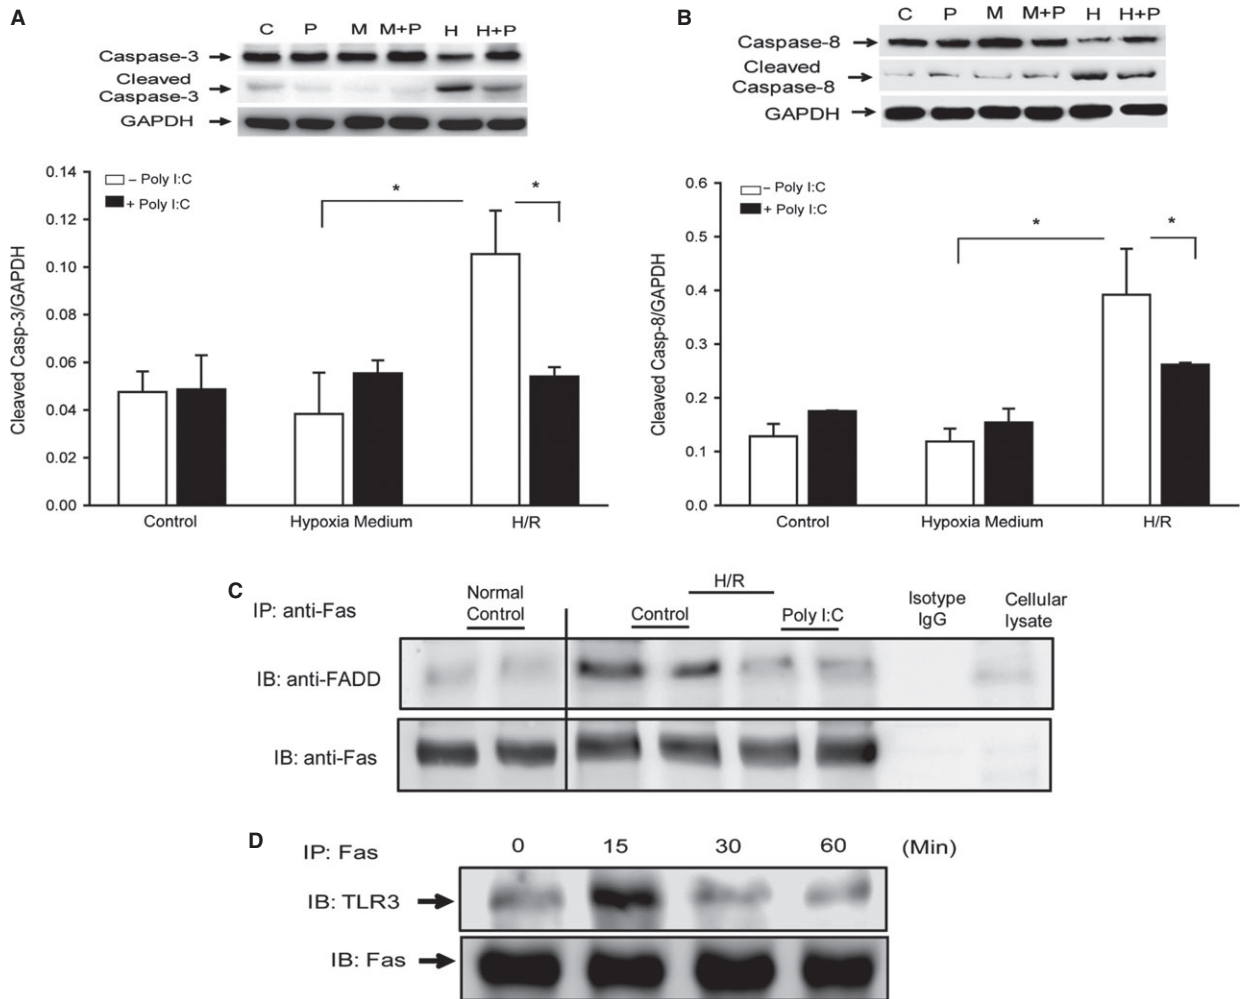 A
C P M M+P H H+P
Caspase-3
Cleaved
Caspase-3
GAPDH
0.14
0.12
0.10
0.08
0.06
0.04
0.02
0.00
Cleaved Casp-3/GAPDH
– Poly I:C
+ Poly I:C
*
*
Control Hypoxia Medium H/R
B
C P M M+P H H+P
Caspase-8
Cleaved
Caspase-8
GAPDH
0.6
0.5
0.4
0.3
0.2
0.1
0.0
Cleaved Casp-8/GAPDH
– Poly I:C
+ Poly I:C
*
*
Control Hypoxia Medium H/R
C
IP: anti-Fas
Normal
Control
H/R
Control Poly I:C
Isotype
IgG
Cellular
lysate
IB: anti-FADD
IB: anti-Fas
D
IP: Fas 0 15 30 60 (Min)
IB: TLR3
IB: Fas